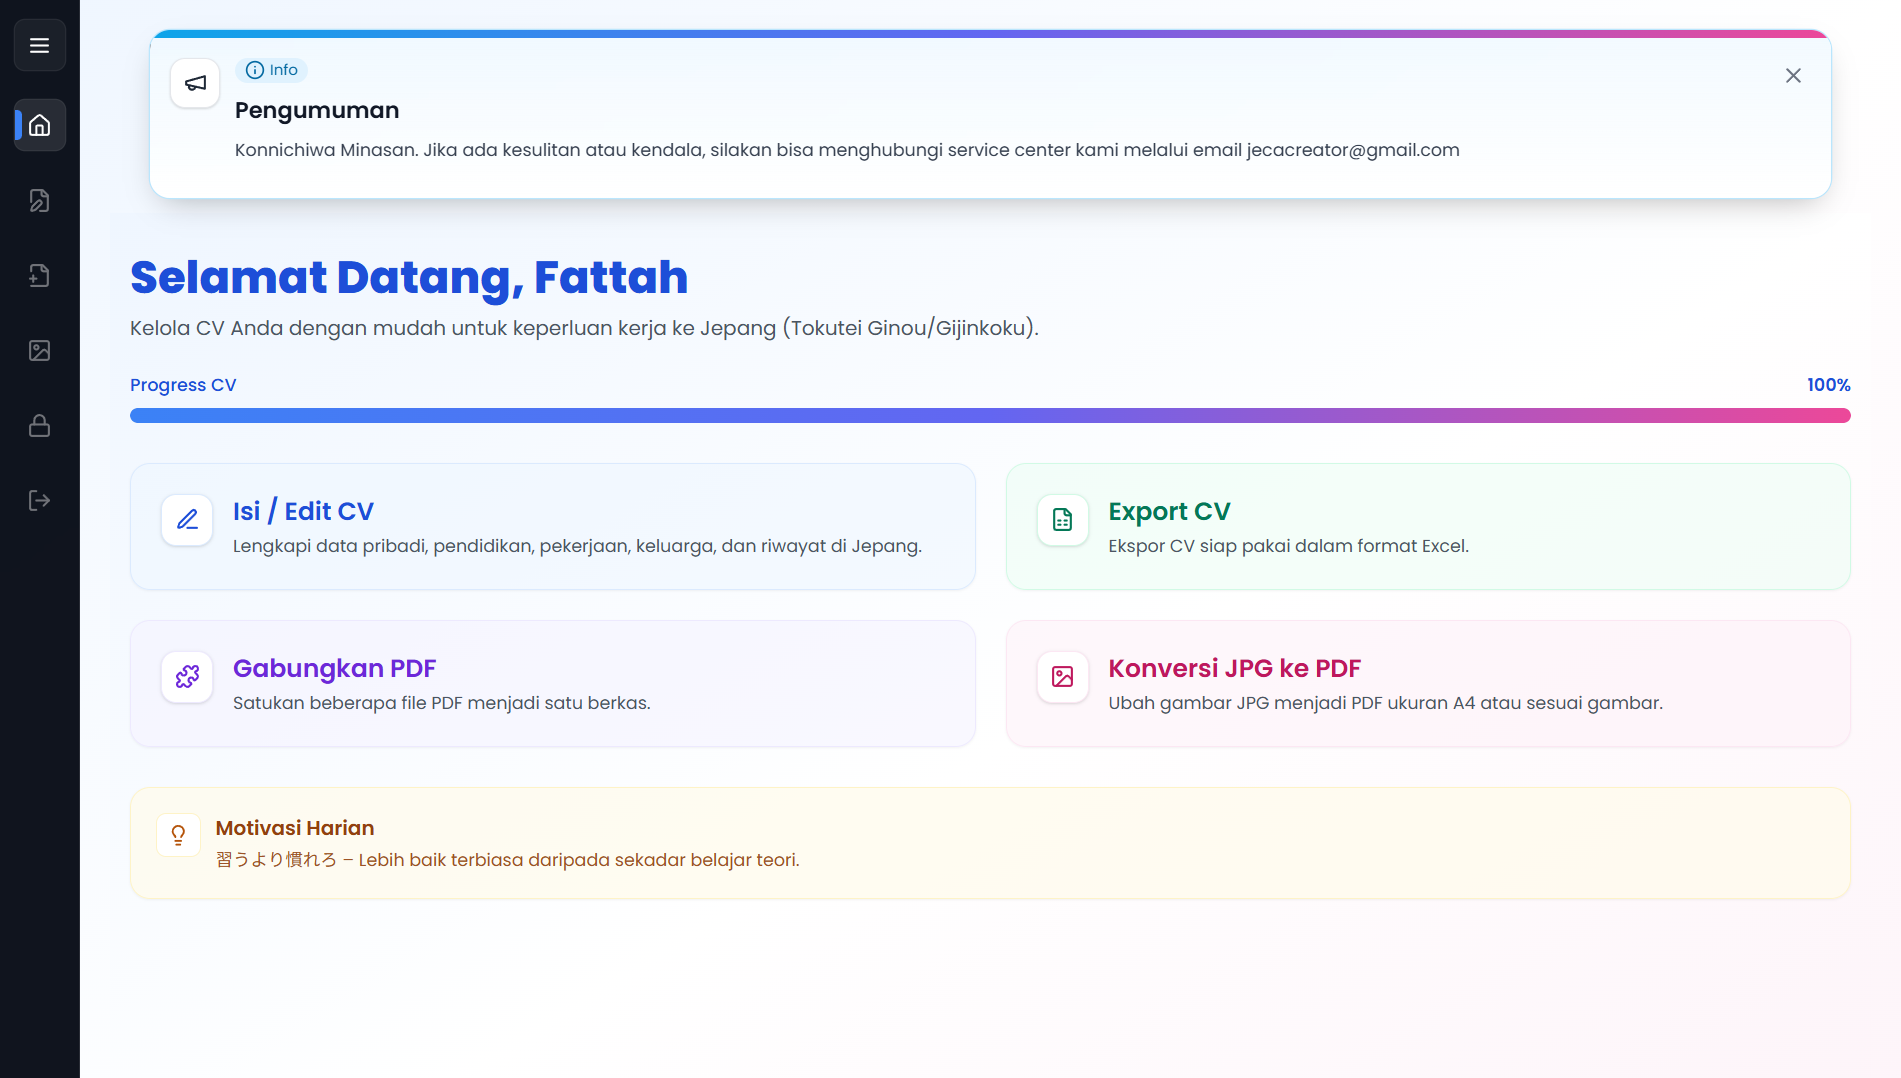 Info
Pengumuman
Konnichiwa Minasan. Jika ada kesulitan atau kendala, silakan bisa menghubungi service center kami melalui email jecacreator@gmail.com
Selamat Datang, Fattah
Kelola CV Anda dengan mudah untuk keperluan kerja ke Jepang (Tokutei Ginou/Gijinkoku).
Progress CV
100%
Isi / Edit CV
Lengkapi data pribadi, pendidikan, pekerjaan, keluarga, dan riwayat di Jepang.
Export CV
Ekspor CV siap pakai dalam format Excel.
Gabungkan PDF
Satukan beberapa file PDF menjadi satu berkas.
Konversi JPG ke PDF
Ubah gambar JPG menjadi PDF ukuran A4 atau sesuai gambar.
Motivasi Harian
習うより慣れろ – Lebih baik terbiasa daripada sekadar belajar teori.